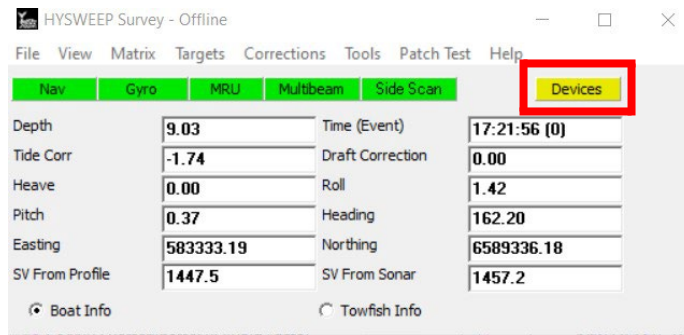 HYSWEEP Survey - Offline
File View Matrix Targets Corrections Tools Patch Test Help
Nav Gyro MRU Multibeam Side Scan Devices
Depth 9.03 Time (Event) 17:21:56 (0)
Tide Corr -1.74 Draft Correction 0.00
Heave 0.00 Roll 1.42
Pitch 0.37 Heading 162.20
Easting 583333.19 Northing 6589336.18
SV From Profile 1447.5 SV From Sonar 1457.2
Boat Info Towfish Info